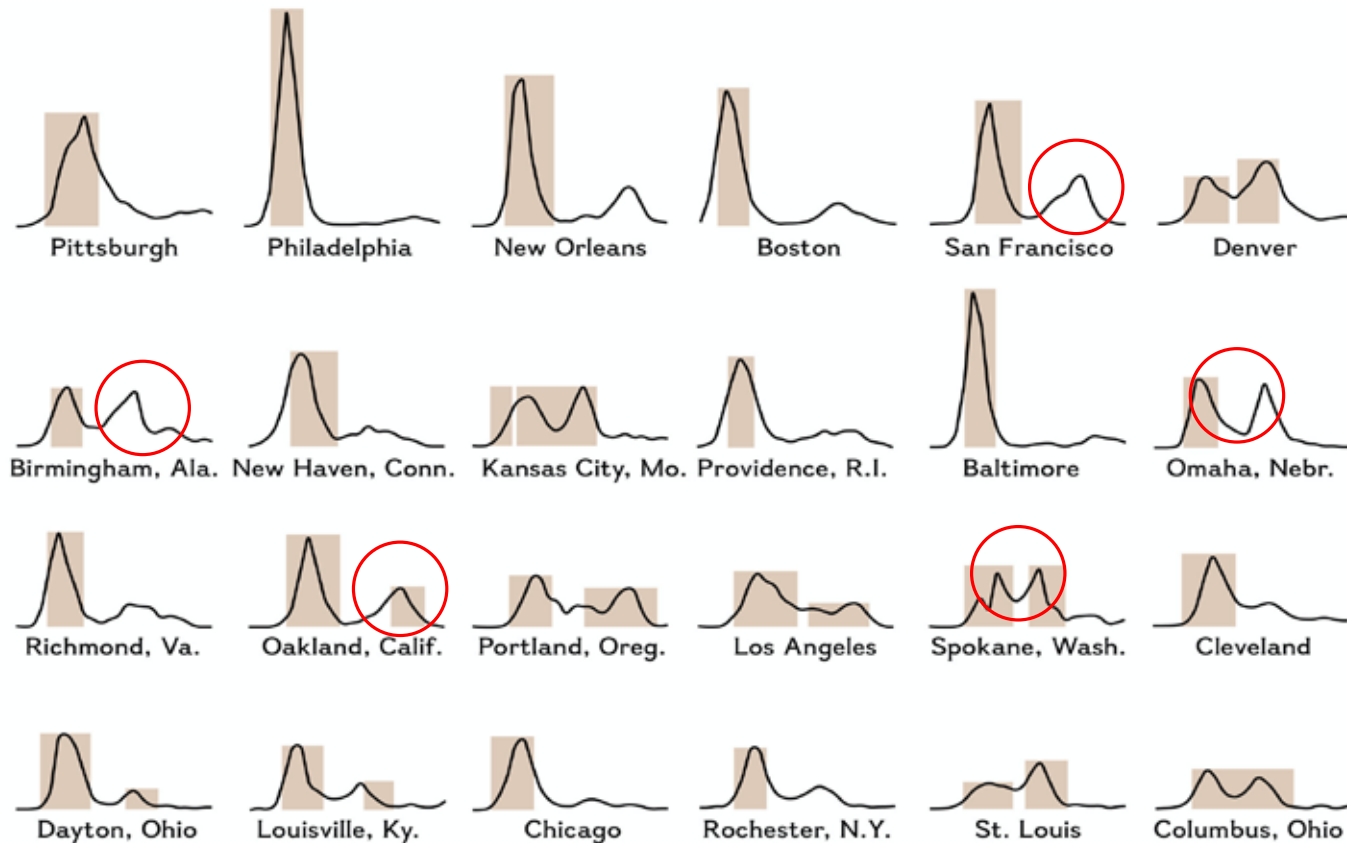 Pittsburgh
Philadelphia
New Orleans
Boston
San Francisco
Denver
Birmingham, Ala.
New Haven, Conn.
Kansas City, Mo.
Providence, R.I.
Baltimore
Omaha, Nebr.
Richmond, Va.
Oakland, Calif.
Portland, Oreg.
Los Angeles
Spokane, Wash.
Cleveland
Dayton, Ohio
Louisville, Ky.
Chicago
Rochester, N.Y.
St. Louis
Columbus, Ohio